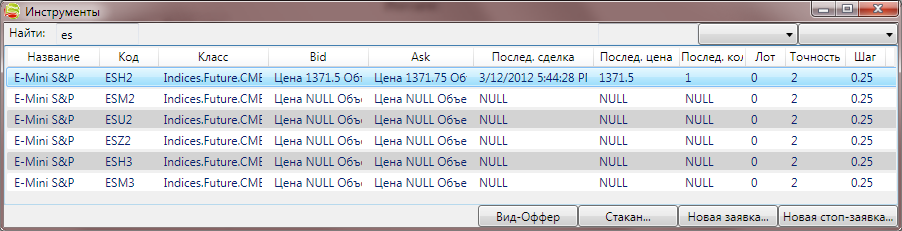 Инструменты
Найти: es
Название Код Класс Bid Ask Послед. сделка Послед. цена Послед. кол Лот Точность Шаг
E-Mini S&P ESH2 Indices.Future.CME Цена 1371.5 Объ Цена 1371.75 Об 3/12/2012 5:44:28 PI 1371.5 1 0 2 0.25
E-Mini S&P ESM2 Indices.Future.CME Цена NULL Объе Цена NULL Объе NULL NULL NULL 0 2 0.25
E-Mini S&P ESU2 Indices.Future.CME Цена NULL Объе Цена NULL Объе NULL NULL NULL 0 2 0.25
E-Mini S&P ESZ2 Indices.Future.CME Цена NULL Объе Цена NULL Объе NULL NULL NULL 0 2 0.25
E-Mini S&P ESH3 Indices.Future.CME Цена NULL Объе Цена NULL Объе NULL NULL NULL 0 2 0.25
E-Mini S&P ESM3 Indices.Future.CME Цена NULL Объе Цена NULL Объе NULL NULL NULL 0 2 0.25
Вид-Оффер Стакан... Новая заявка... Новая стоп-заявка...